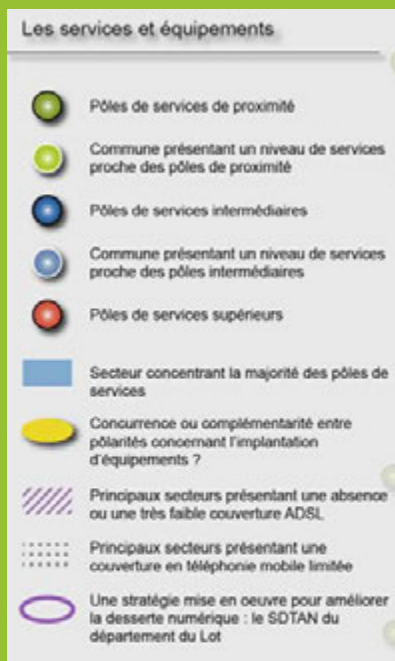 Les services et équipements
Pôles de services de proximité
Commune présentant un niveau de services
proche des pôles de proximité
Pôles de services intermédiaires
Commune présentant un niveau de services
proche des pôles intermédiaires
Pôles de services supérieurs
Secteur concentrant la majorité des pôles de
services
Concurrence ou complémentarité entre
pôlarités concernant l'implantation
d'équipements ?
Principaux secteurs présentant une absence
ou une très faible couverture ADSL
Principaux secteurs présentant une
couverture en téléphonie mobile limitée
Une stratégie mise en oeuvre pour améliorer
la desserte numérique : le SDTAN du
département du Lot